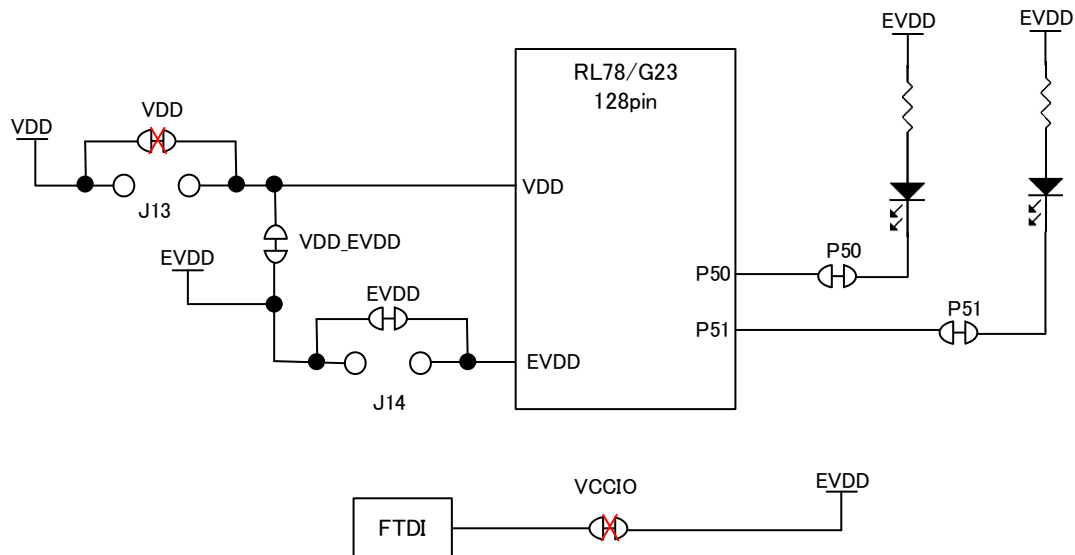 EVDD
EVDD
RL78/G23
128pin
VDD
VDD
J13
VDD
VDD_EVDD
EVDD
P50
P50
EVDD
P51
P51
EVDD
J14
VCCIO
EVDD
FTDI